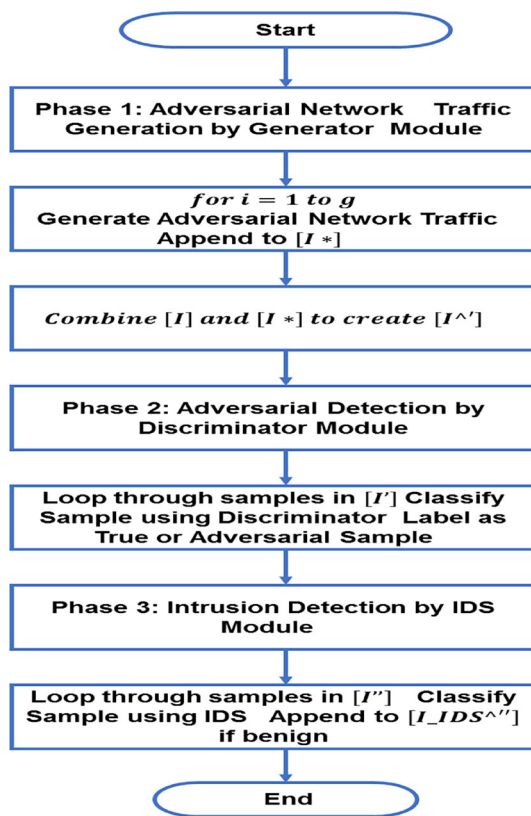 Start
Phase 1: Adversarial Network Traffic
Generation by Generator Module
for i = 1 to g
Generate Adversarial Network Traffic
Append to [I *]
Combine [I] and [I *] to create [I^′]
Phase 2: Adversarial Detection by
Discriminator Module
Loop through samples in [I′] Classify
Sample using Discriminator Label as
True or Adversarial Sample
Phase 3: Intrusion Detection by IDS
Module
Loop through samples in [I″] Classify
Sample using IDS Append to [I_IDS^″]
if benign
End